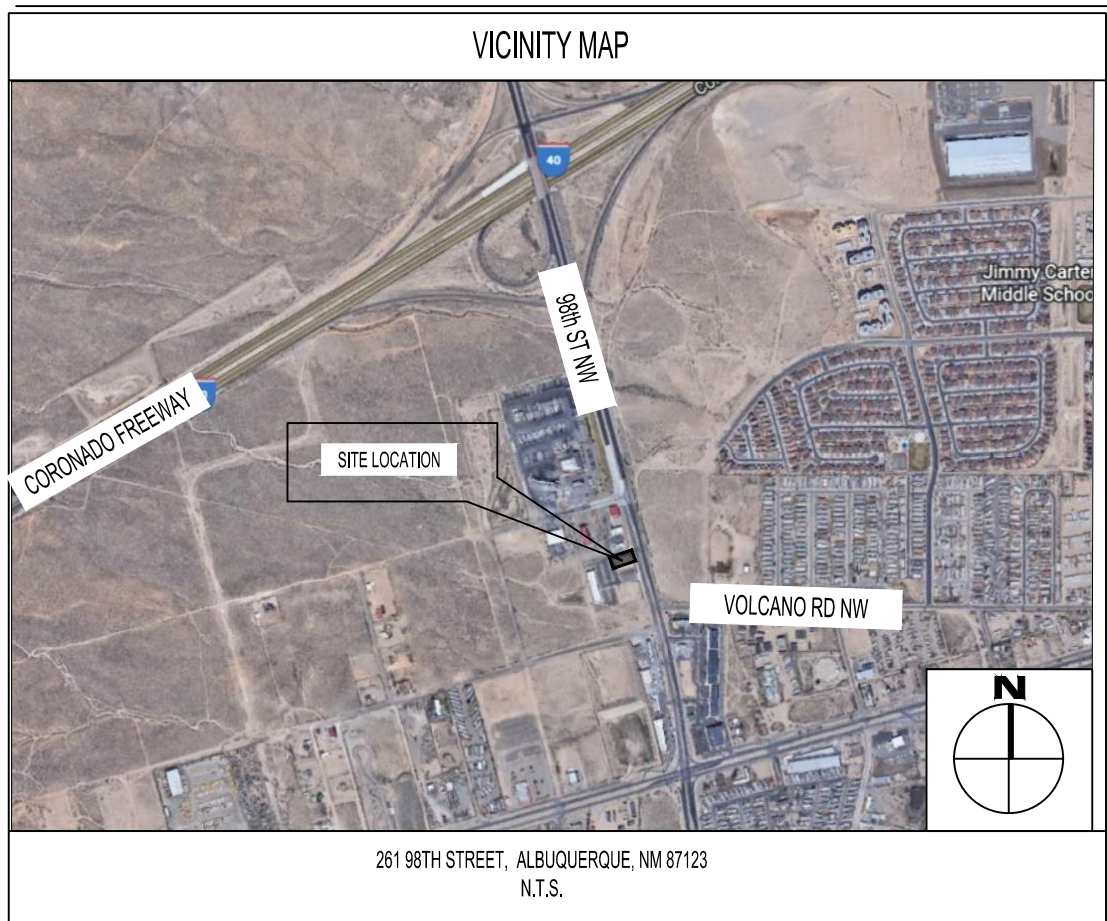 VICINITY MAP
40
98th ST NW
Jimmy Carte
Middle Schoo
CORONADO FREEWAY
SITE LOCATION
VOLCANO RD NW
N
261 98TH STREET, ALBUQUERQUE, NM 87123
N.T.S.